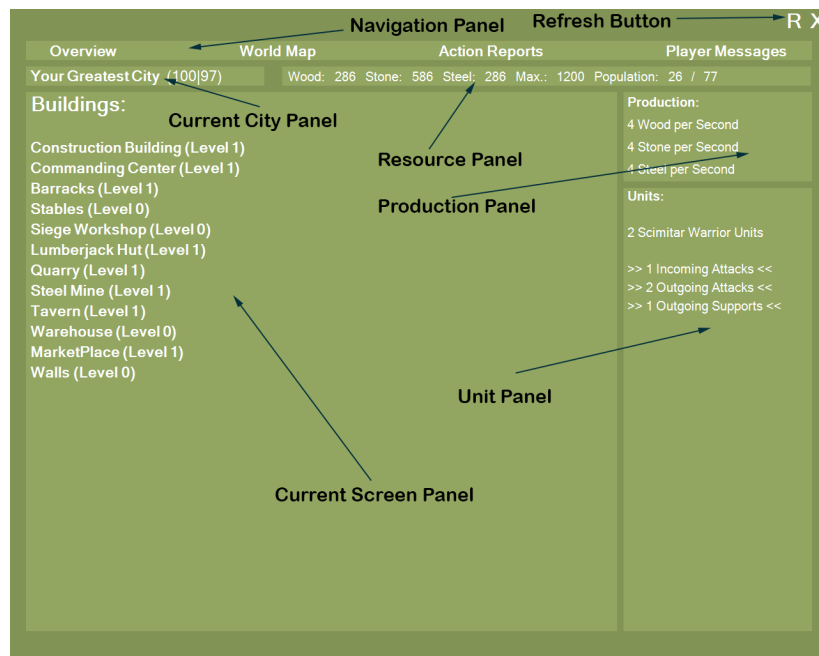 Navigation Panel
Refresh Button
R X
Overview
World Map
Action Reports
Player Messages
Your Greatest City (100|97)
Wood: 286 Stone: 586 Steel: 286 Max.: 1200 Population: 26 / 77
Buildings:
Construction Building (Level 1)
Commanding Center (Level 1)
Barracks (Level 1)
Stables (Level 0)
Siege Workshop (Level 0)
Lumberjack Hut (Level 1)
Quarry (Level 1)
Steel Mine (Level 1)
Tavern (Level 1)
Warehouse (Level 0)
MarketPlace (Level 1)
Walls (Level 0)
Current City Panel
Resource Panel
Production Panel
Unit Panel
Current Screen Panel
Production:
4 Wood per Second
4 Stone per Second
4 Steel per Second
Units:
2 Scimitar Warrior Units
>> 1 Incoming Attacks <<
>> 2 Outgoing Attacks <<
>> 1 Outgoing Supports <<